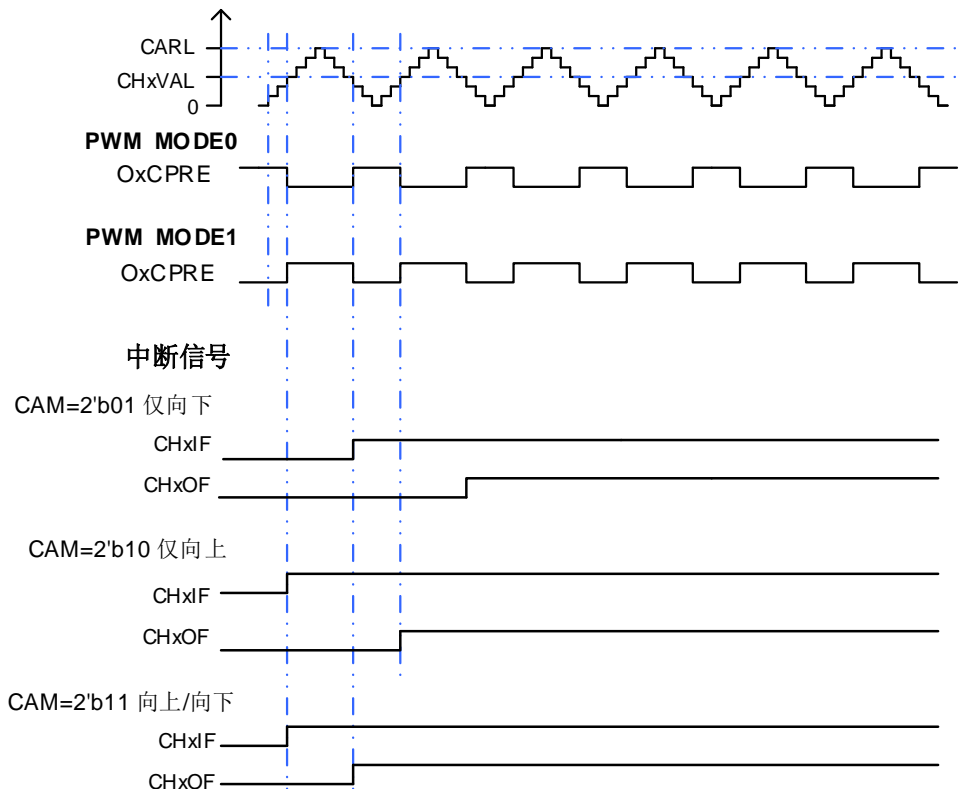 CARL
CHxVAL
0
PWM MODE0
OxCPRE
PWM MODE1
OxCPRE
中断信号
CAM=2'b01 仅向下
CHxIF
CHxOF
CAM=2'b10 仅向上
CHxIF
CHxOF
CAM=2'b11 向上/向下
CHxIF
CHxOF